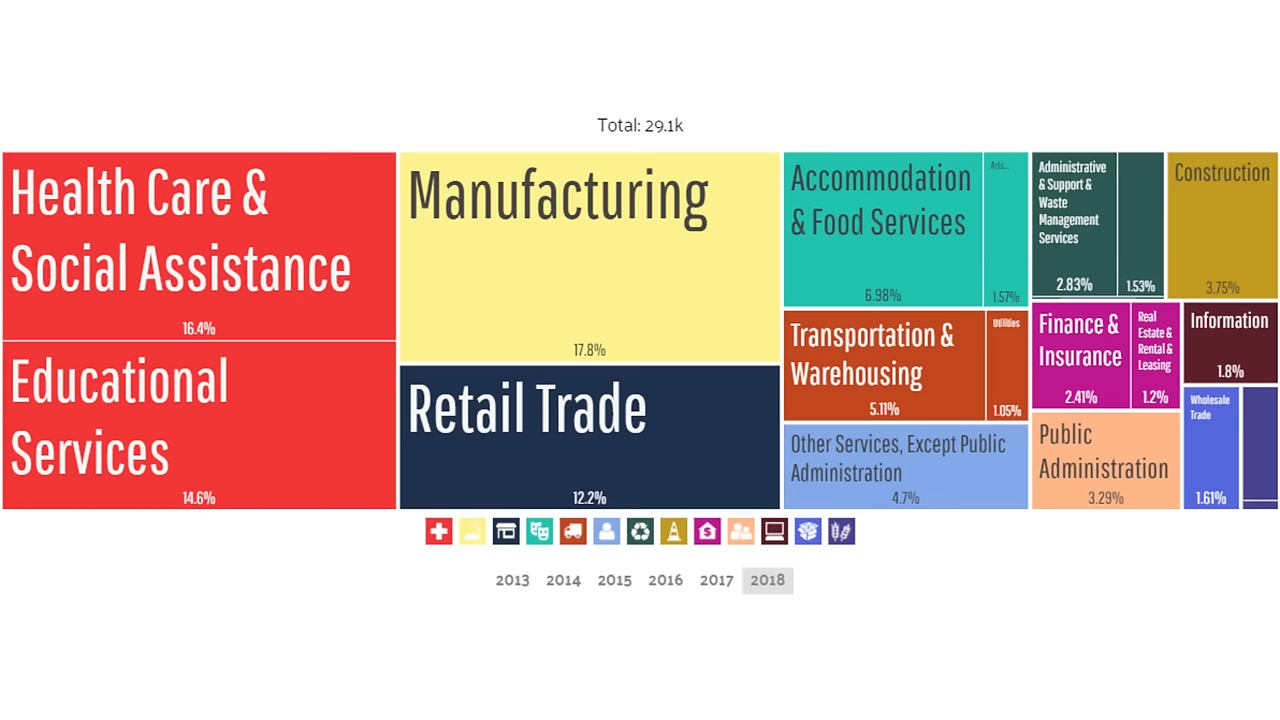 Total: 29.1k
Health Care &
Social Assistance
16.4%
Educational
Services
14.6%
Manufacturing
17.8%
Retail Trade
12.2%
Accommodation
& Food Services
6.98%
Arts...
1.57%
Transportation &
Warehousing
5.11%
Utilities
1.05%
Other Services, Except Public
Administration
4.7%
Administrative
& Support &
Waste
Management
Services
2.83%
1.53%
Construction
3.75%
Finance &
Insurance
2.41%
Real
Estate &
Rental &
Leasing
1.2%
Information
1.8%
Public
Administration
3.29%
Wholesale
Trade
1.61%
2013 2014 2015 2016 2017 2018